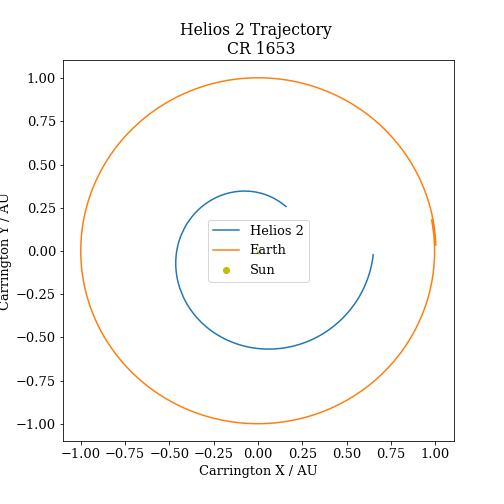 Helios 2 Trajectory
CR 1653
1.00
0.75
0.50
0.25
0.00
−0.25
−0.50
−0.75
−1.00
Carrington Y / AU
Helios 2
Earth
Sun
−1.00 −0.75 −0.50 −0.25 0.00 0.25 0.50 0.75 1.00
Carrington X / AU